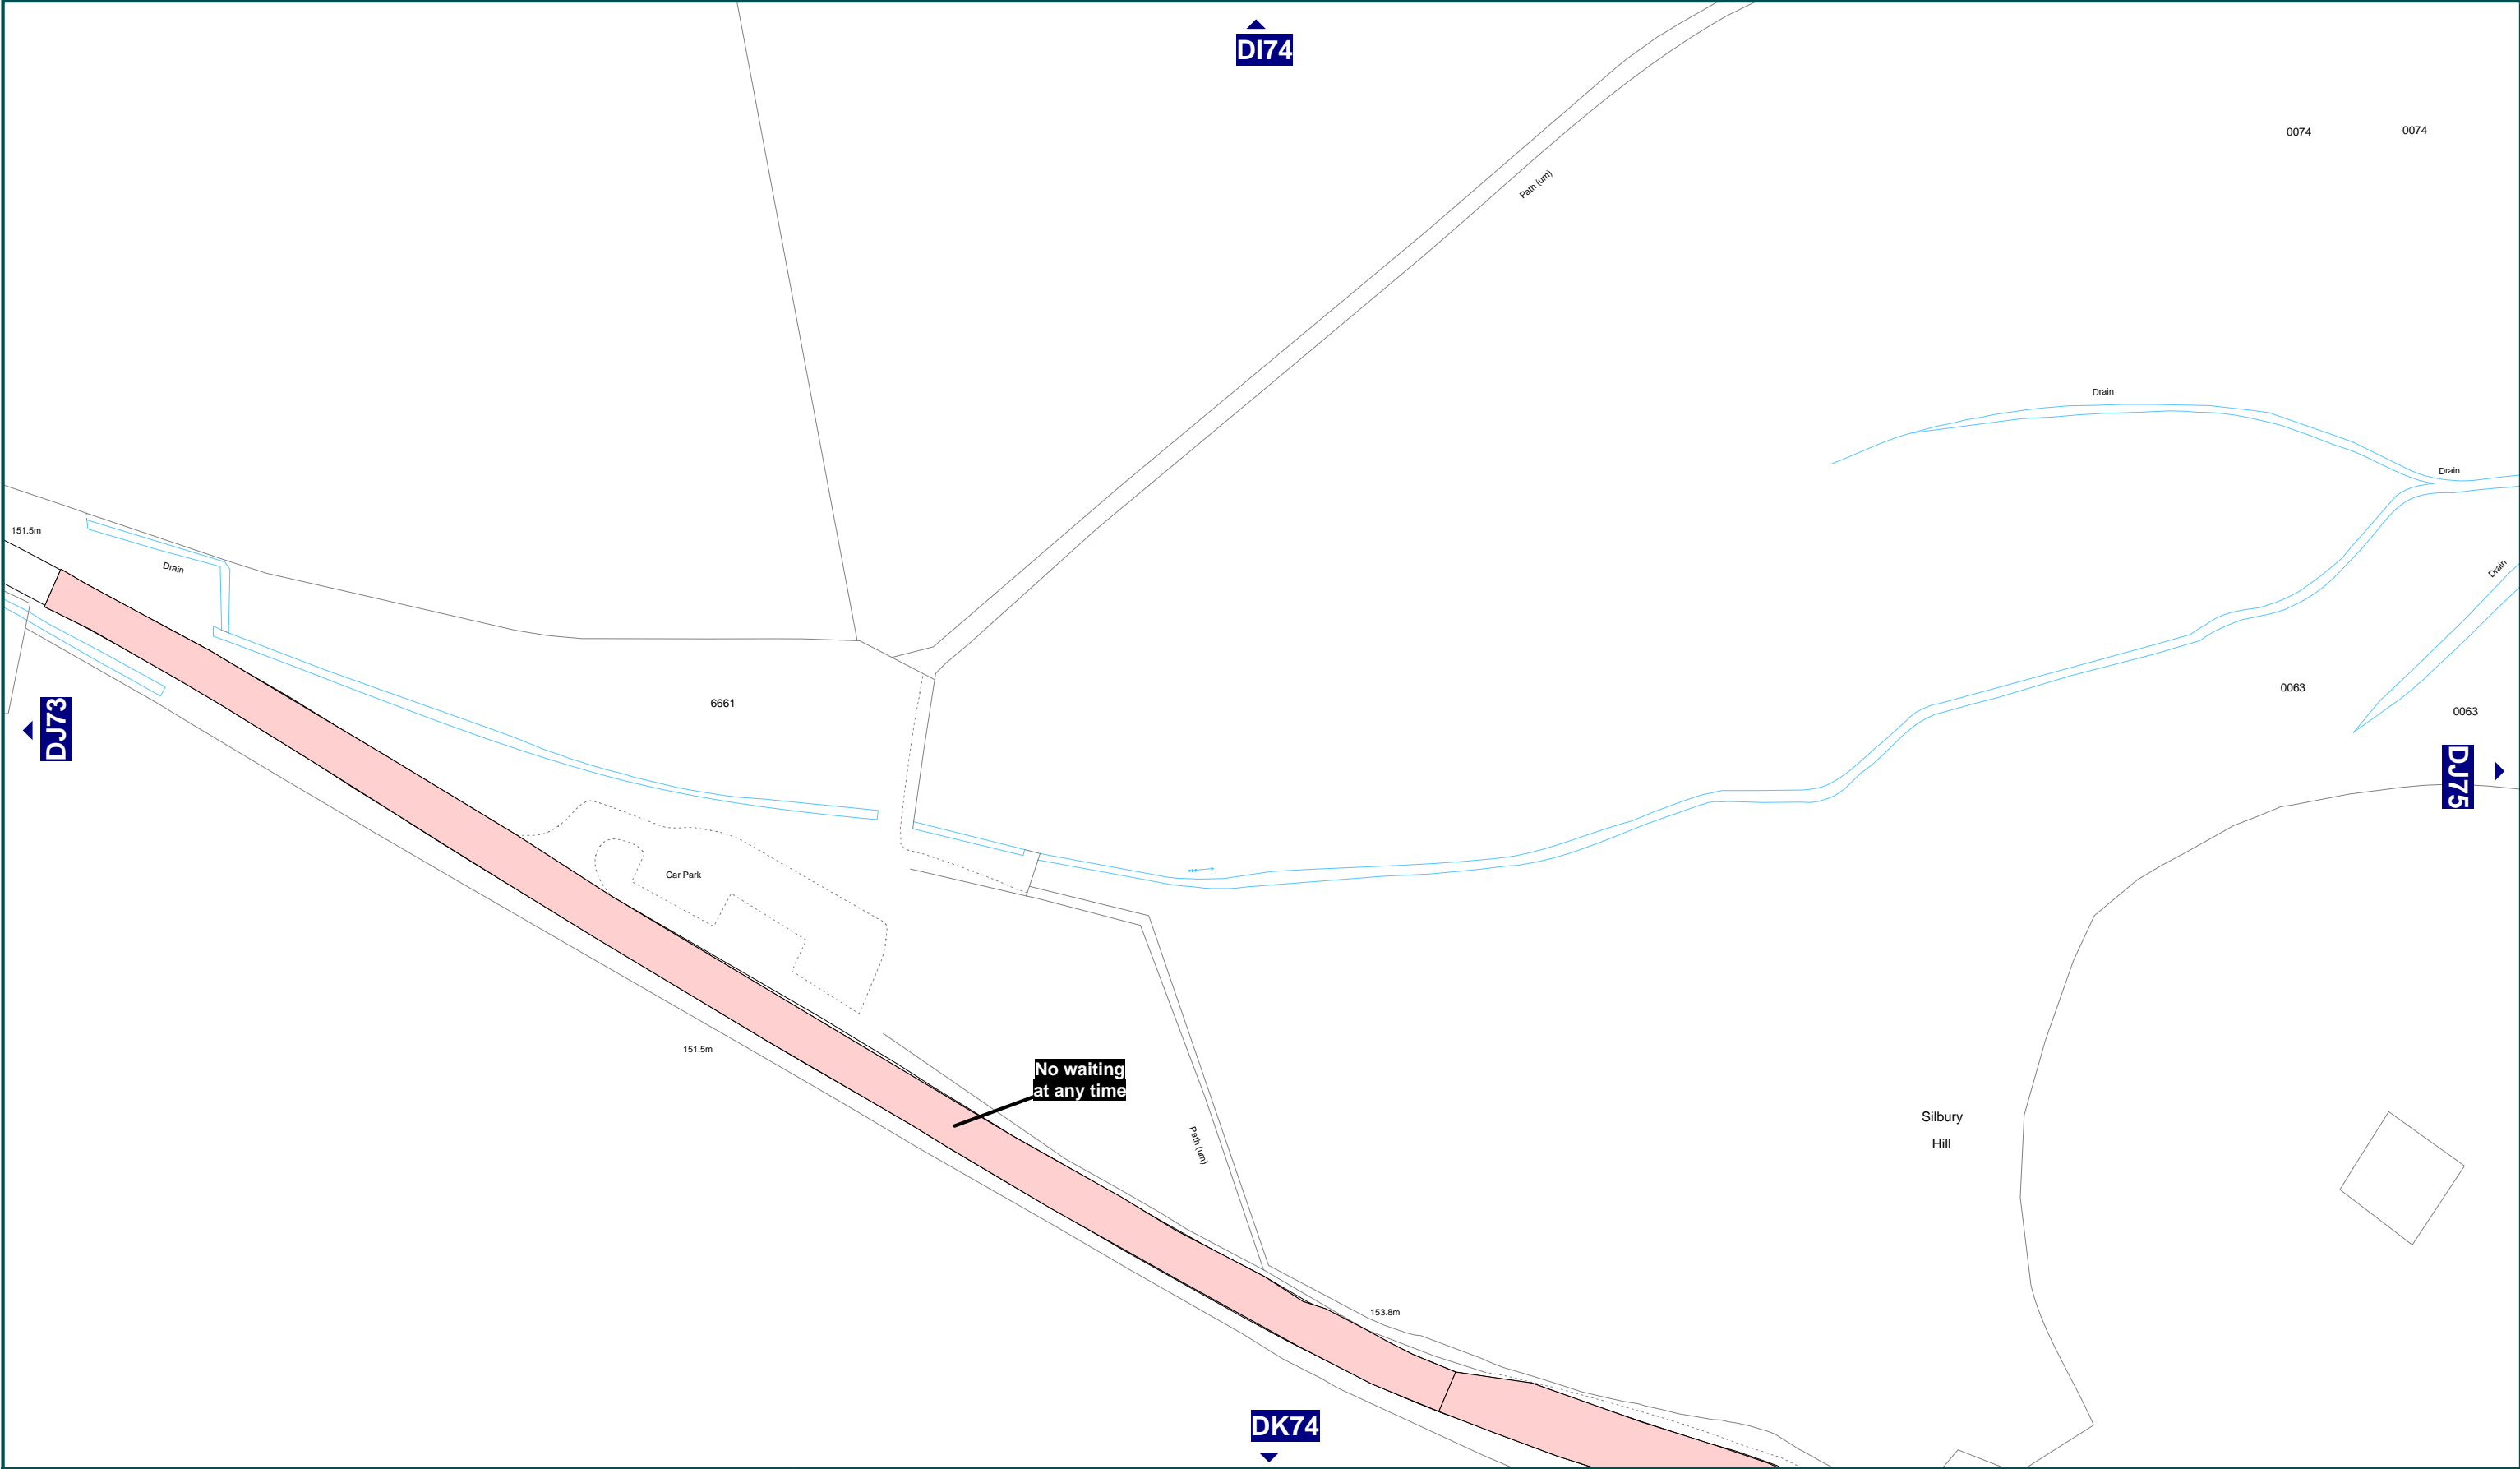 DI74
0074
0074
Path (um)
Drain
Drain
151.5m
Drain
Drain
0063
6661
0063
DJ73
DJ75
Car Park
151.5m
No waiting
at any time
Path (um)
Silbury
Hill
153.8m
DK74